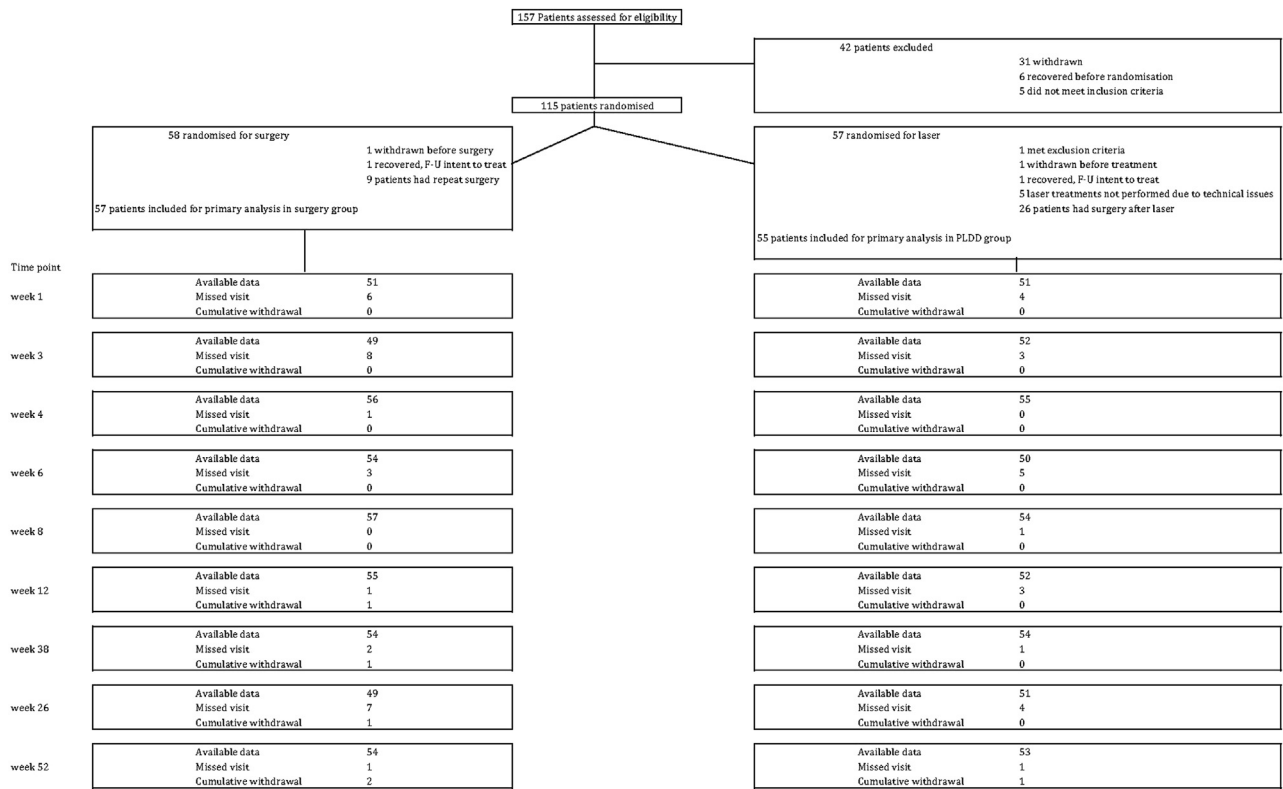 157 Patients assessed for eligibility
42 patients excluded
31 withdrawn
6 recovered before randomisation
5 did not meet inclusion criteria
115 patients randomised
58 randomised for surgery
1 withdrawn before surgery
1 recovered, F-U intent to treat
9 patients had repeat surgery
57 patients included for primary analysis in surgery group
57 randomised for laser
1 met exclusion criteria
1 withdrawn before treatment
1 recovered, F-U intent to treat
5 laser treatments not performed due to technical issues
26 patients had surgery after laser
55 patients included for primary analysis in PLDD group
Time point
Available data 51 Available data 51
week 1 Missed visit 6 Missed visit 4
Cumulative withdrawal 0 Cumulative withdrawal 0
Available data 49 Available data 52
week 3 Missed visit 8 Missed visit 3
Cumulative withdrawal 0 Cumulative withdrawal 0
Available data 56 Available data 55
week 4 Missed visit 1 Missed visit 0
Cumulative withdrawal 0 Cumulative withdrawal 0
Available data 54 Available data 50
week 6 Missed visit 3 Missed visit 5
Cumulative withdrawal 0 Cumulative withdrawal 0
Available data 57 Available data 54
week 8 Missed visit 0 Missed visit 1
Cumulative withdrawal 0 Cumulative withdrawal 0
Available data 55 Available data 52
week 12 Missed visit 1 Missed visit 3
Cumulative withdrawal 1 Cumulative withdrawal 0
Available data 54 Available data 54
week 38 Missed visit 2 Missed visit 1
Cumulative withdrawal 1 Cumulative withdrawal 0
Available data 49 Available data 51
week 26 Missed visit 7 Missed visit 4
Cumulative withdrawal 1 Cumulative withdrawal 0
Available data 54 Available data 53
week 52 Missed visit 1 Missed visit 1
Cumulative withdrawal 2 Cumulative withdrawal 1